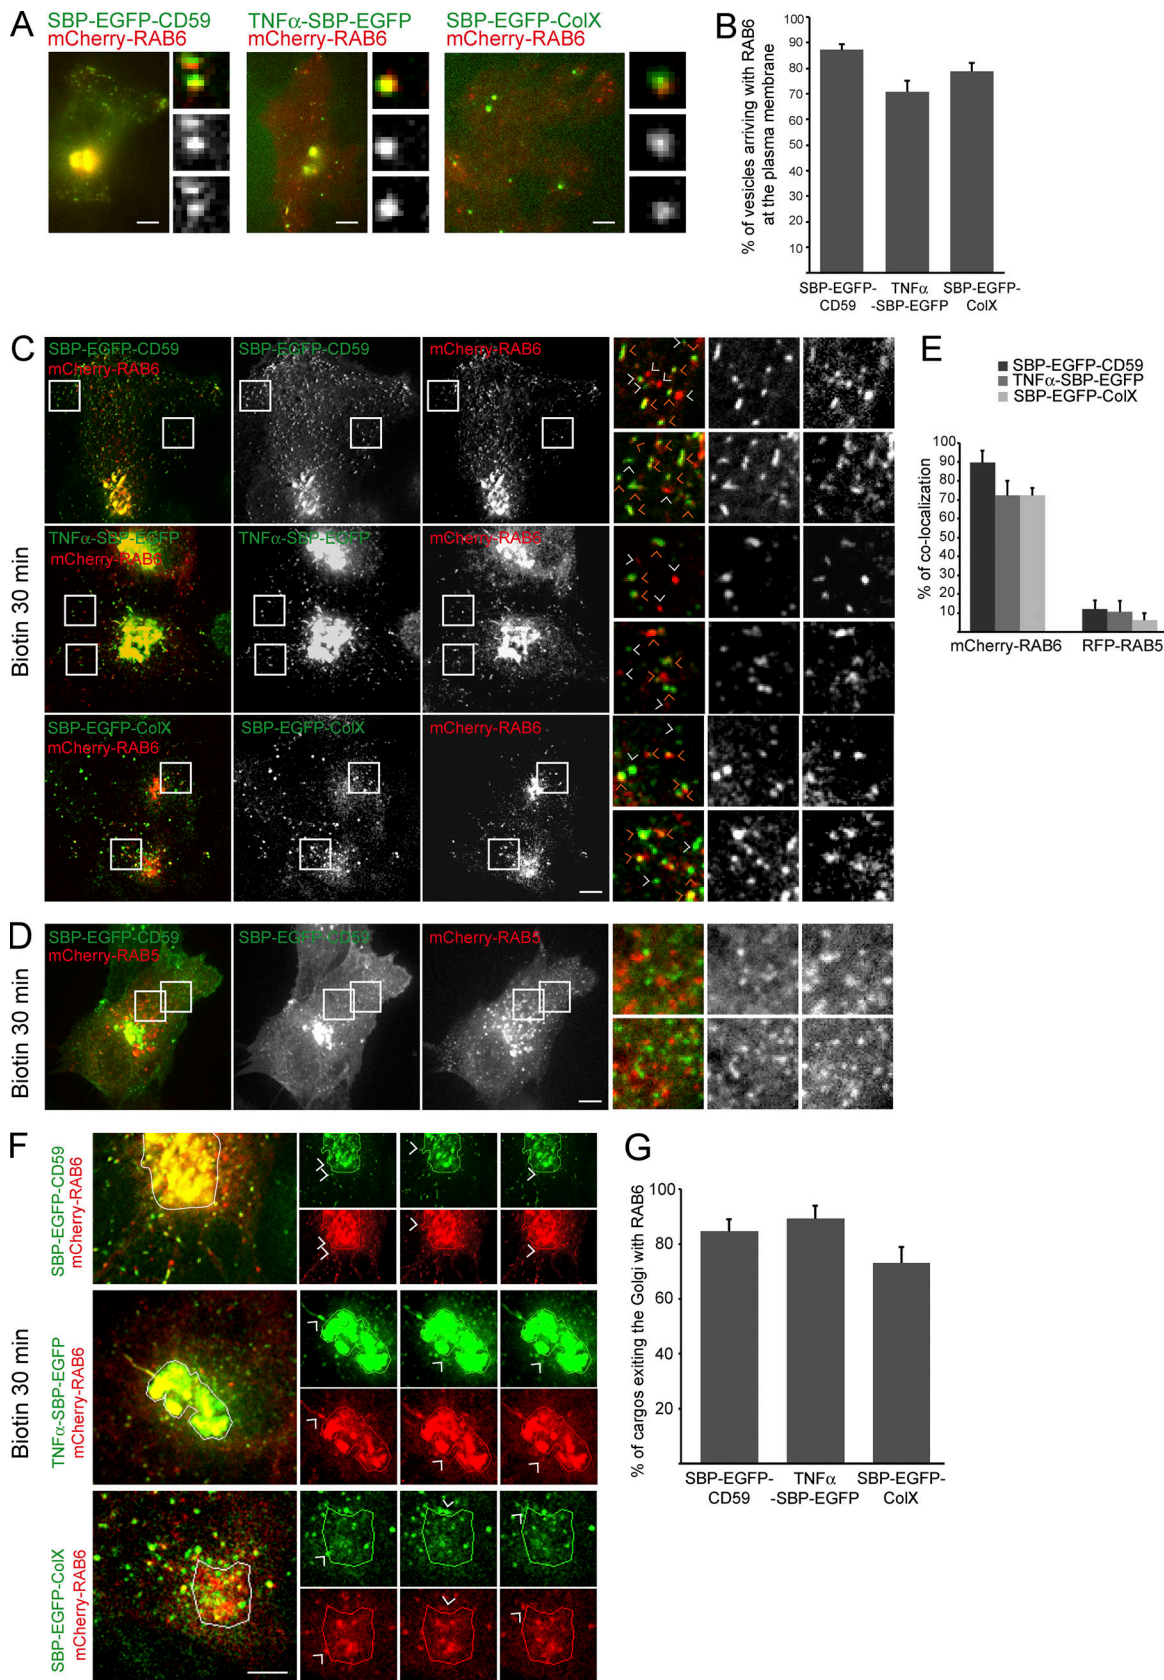 A
SBP-EGFP-CD59
mCherry-RAB6
TNFα-SBP-EGFP
mCherry-RAB6
SBP-EGFP-ColX
mCherry-RAB6
B
% of vesicles arriving with RAB6
at the plasma membrane
100
90
80
70
60
50
40
30
20
10
SBP-EGFP-
CD59
TNFα
-SBP-EGFP
SBP-EGFP-
ColX
C
Biotin 30 min
SBP-EGFP-CD59
mCherry-RAB6
SBP-EGFP-CD59
mCherry-RAB6
TNFα-SBP-EGFP
mCherry-RAB6
TNFα-SBP-EGFP
mCherry-RAB6
SBP-EGFP-ColX
mCherry-RAB6
SBP-EGFP-ColX
mCherry-RAB6
E
SBP-EGFP-CD59
TNFα-SBP-EGFP
SBP-EGFP-ColX
% of co-localization
100
90
80
70
60
50
40
30
20
10
mCherry-RAB6
RFP-RAB5
D
Biotin 30 min
SBP-EGFP-CD59
mCherry-RAB5
SBP-EGFP-CD59
mCherry-RAB5
F
Biotin 30 min
SBP-EGFP-CD59
mCherry-RAB6
TNFα-SBP-EGFP
mCherry-RAB6
SBP-EGFP-ColX
mCherry-RAB6
G
% of cargos exiting the Golgi with RAB6
100
80
60
40
20
SBP-EGFP-
CD59
TNFα
-SBP-EGFP
SBP-EGFP-
ColX